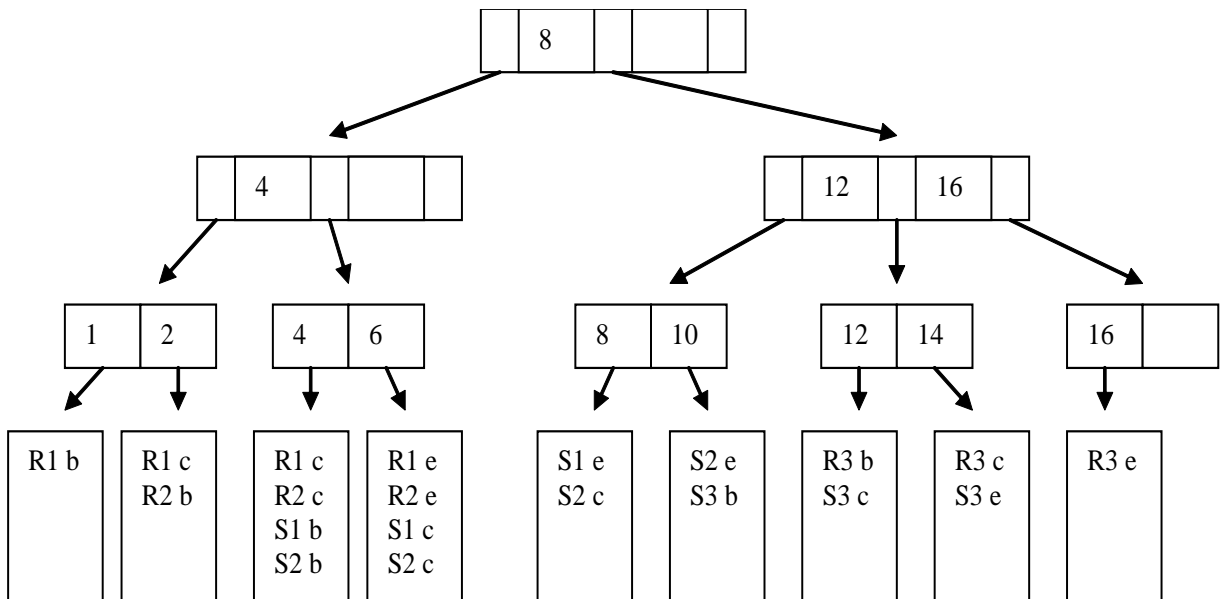 8
4
12 16
1 2
4 6
8 10
12 14
16
R1 b
R1 c
R2 b
R1 c
R2 c
S1 b
S2 b
R1 e
R2 e
S1 c
S2 c
S1 e
S2 c
S2 e
S3 b
R3 b
S3 c
R3 c
S3 e
R3 e